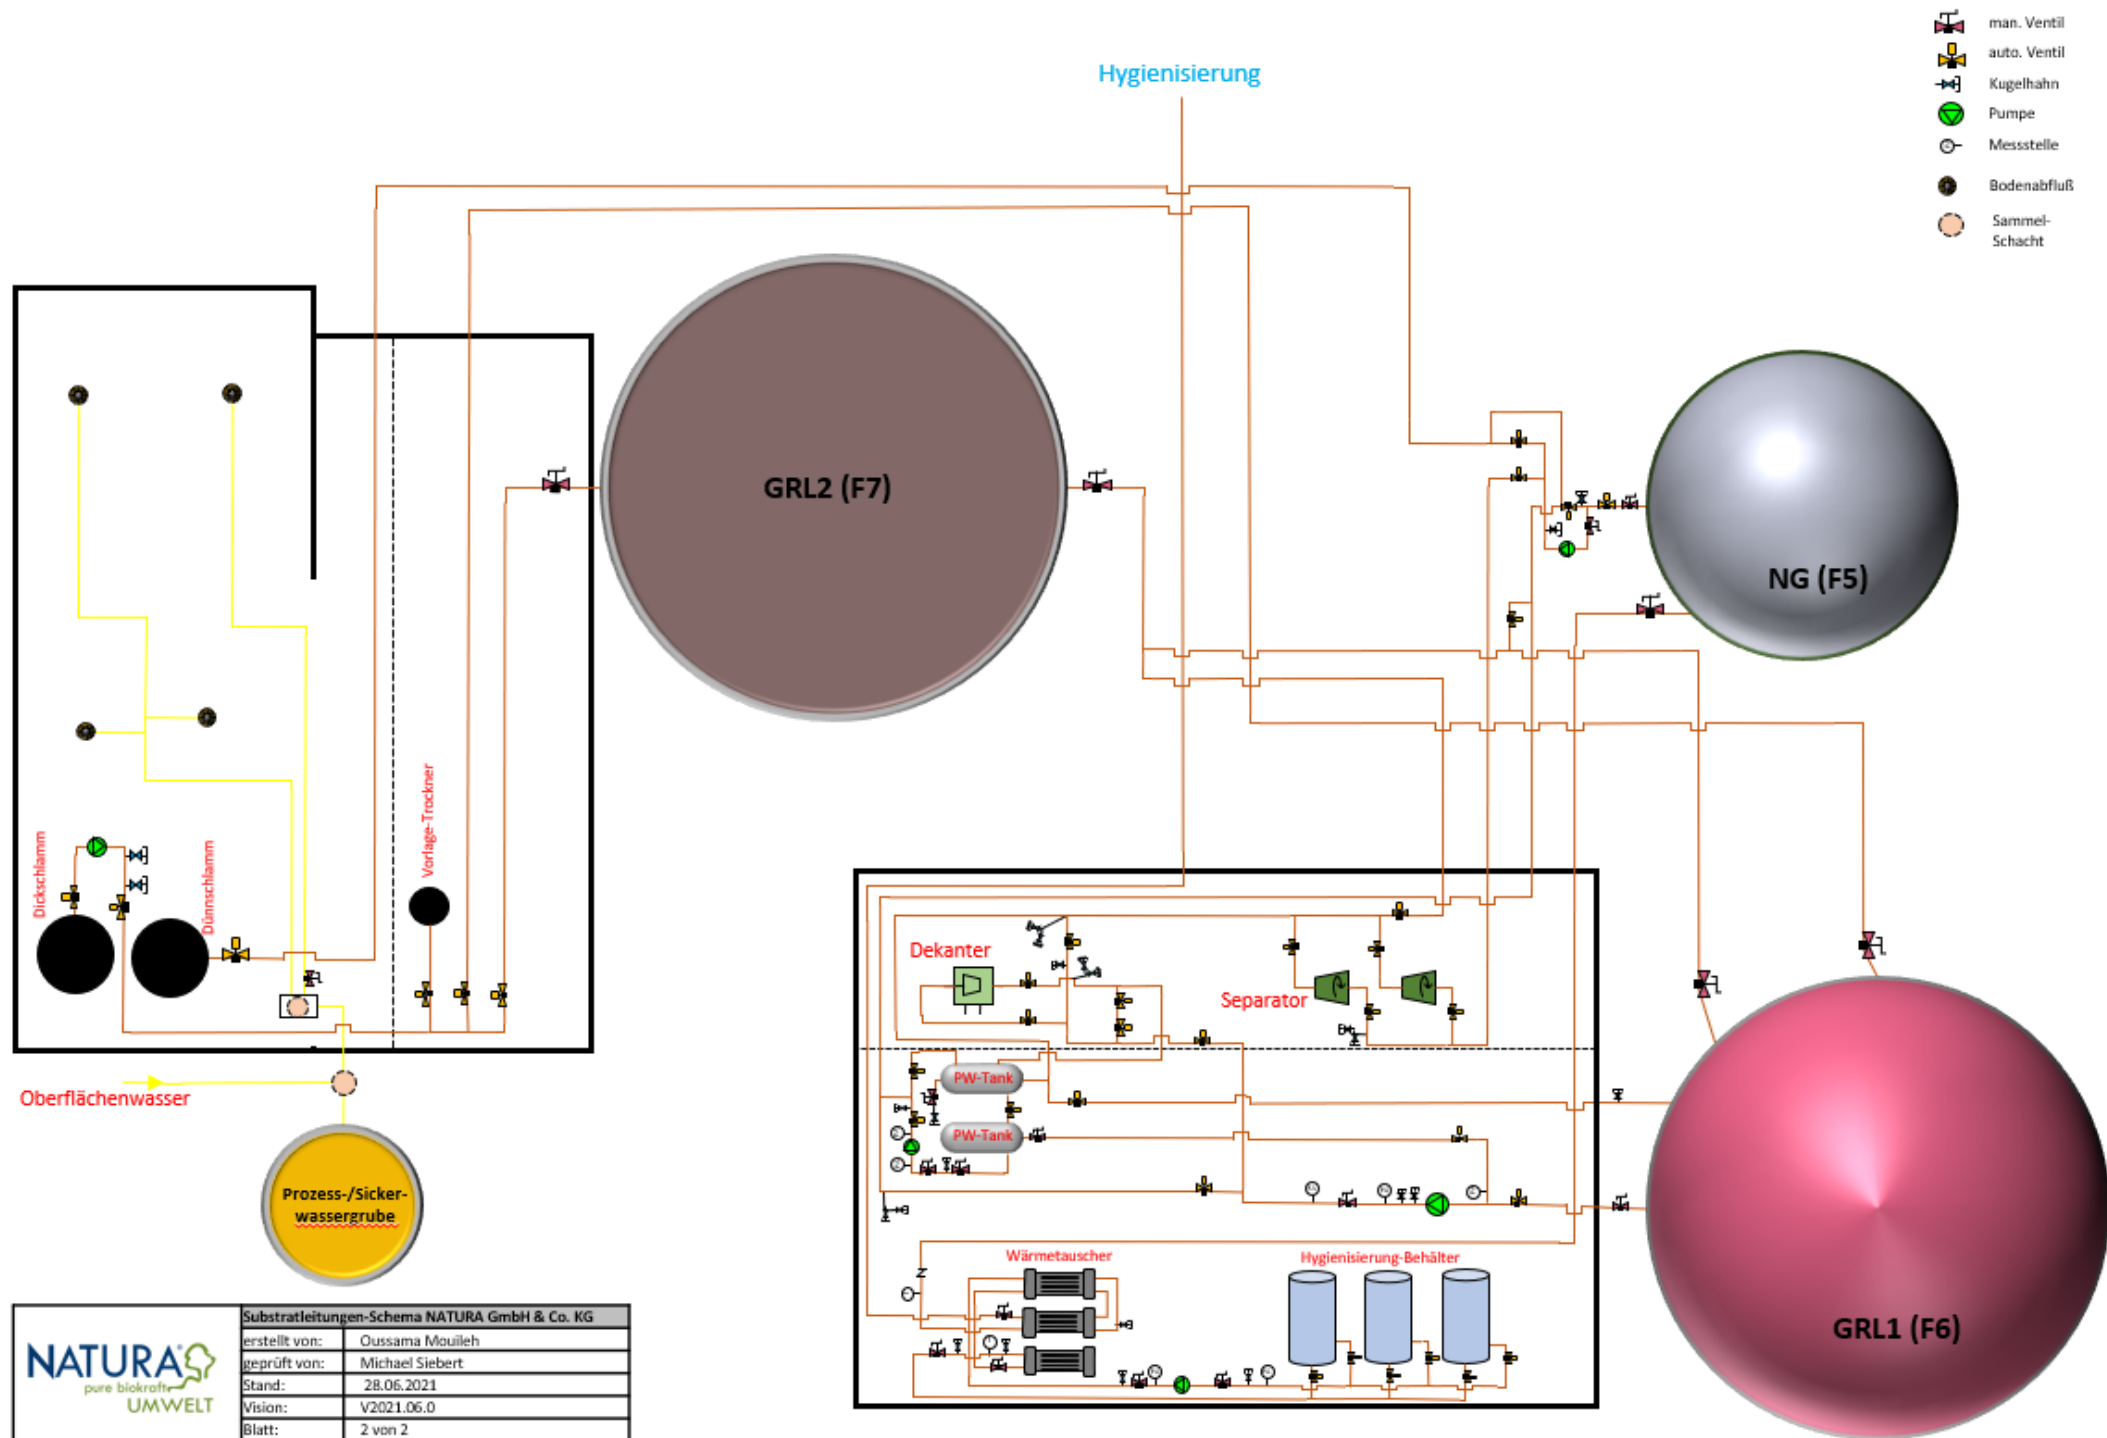 man. Ventil
auto. Ventil
Kugelhahn
Pumpe
Messstelle
Bodenabfluß
Sammel-
Schacht
Hygienisierung
GRL2 (F7)
NG (F5)
Dickschlamm
Dünnschlamm
Vorlage-Trockner
Dekanter
Separator
PW-Tank
PW-Tank
Oberflächenwasser
Prozess-/Sicker-
wassergrube
Wärmetauscher
Hygienisierung-Behälter
GRL1 (F6)
NATURA
pure biokraft
UMWELT
Substratleitungen-Schema NATURA GmbH & Co. KG
erstellt von: Oussama Mouileh
geprüft von: Michael Siebert
Stand: 28.06.2021
Vision: V2021.06.0
Blatt: 2 von 2